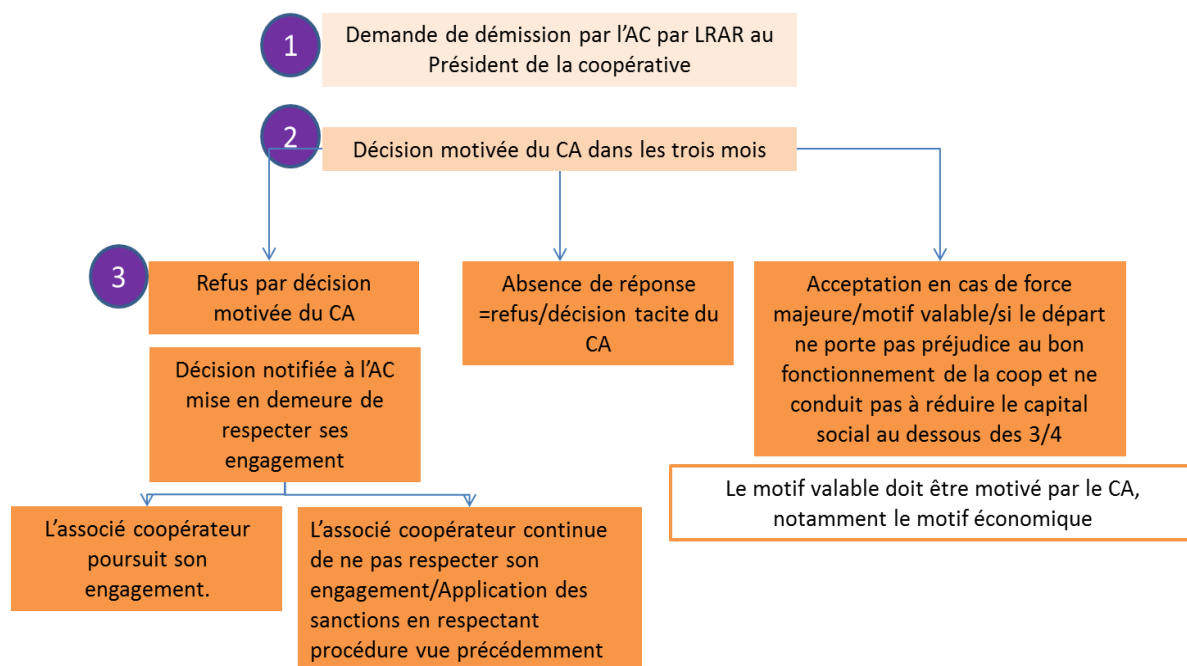 1
Demande de démission par l'AC par LRAR au
Président de la coopérative
2
Décision motivée du CA dans les trois mois
3
Refus par décision
motivée du CA
Absence de réponse
=refus/décision tacite du
CA
Acceptation en cas de force
majeure/motif valable/si le départ
ne porte pas préjudice au bon
fonctionnement de la coop et ne
conduit pas à réduire le capital
social au dessous des 3/4
Décision notifiée à l'AC
mise en demeure de
respecter ses
engagement
Le motif valable doit être motivé par le CA,
notamment le motif économique
L'associé coopérateur
poursuit son
engagement.
L'associé coopérateur continue
de ne pas respecter son
engagement/Application des
sanctions en respectant
procédure vue précédemment